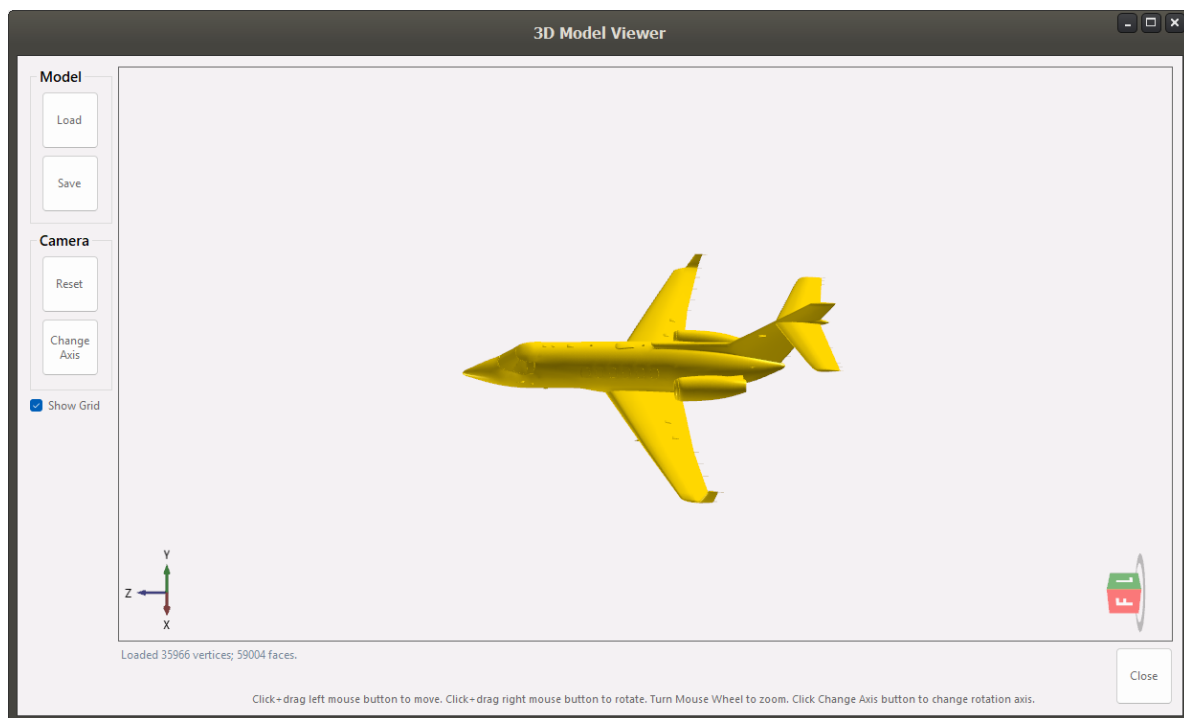 3D Model Viewer
Model
Load
Save
Camera
Reset
Change
Axis
Show Grid
Y
Z
X
F L
Loaded 35966 vertices; 59004 faces.
Close
Click+drag left mouse button to move. Click+drag right mouse button to rotate. Turn Mouse Wheel to zoom. Click Change Axis button to change rotation axis.